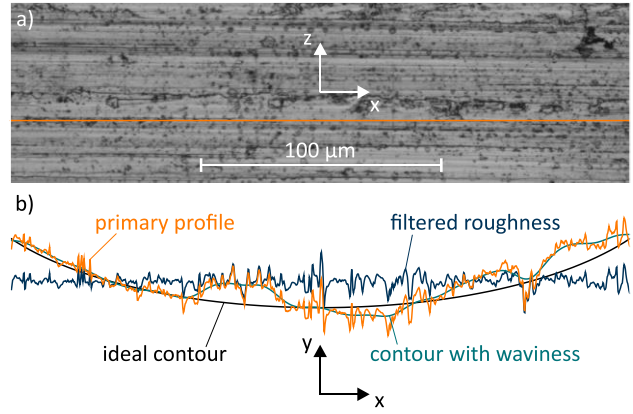 a)
z
x
100 µm
b)
primary profile
filtered roughness
ideal contour
y
contour with waviness
x